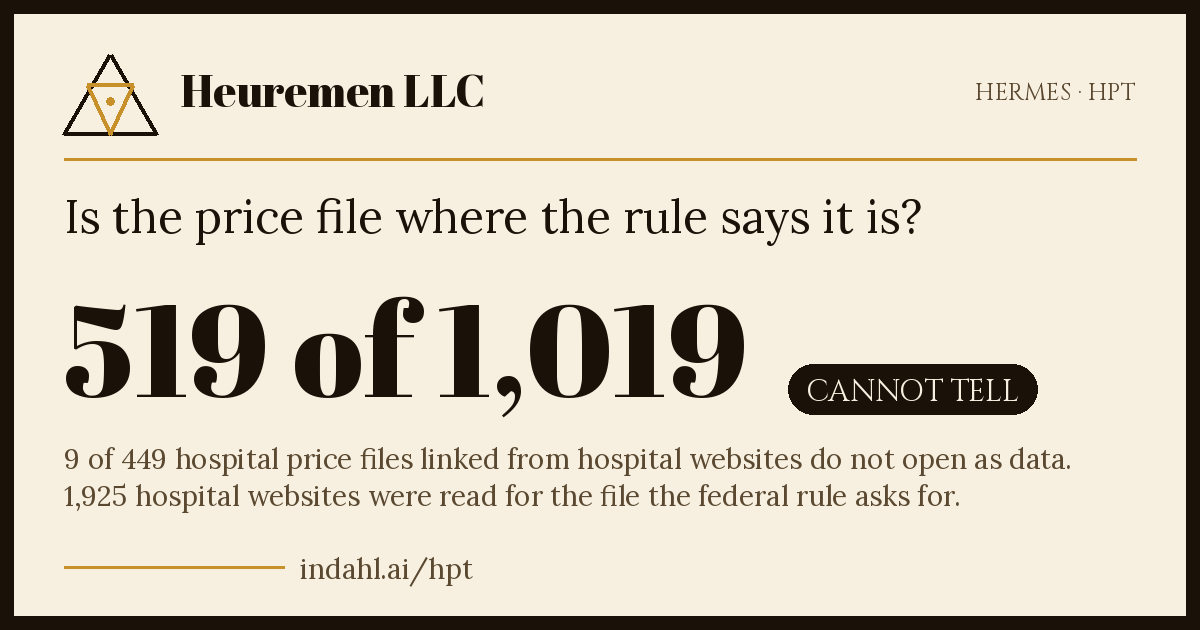 Heuremen LLC
HERMES · HPT
Is the price file where the rule says it is?
519 of 1,019
CANNOT TELL
9 of 449 hospital price files linked from hospital websites do not open as data.
1,925 hospital websites were read for the file the federal rule asks for.
indahl.ai/hpt